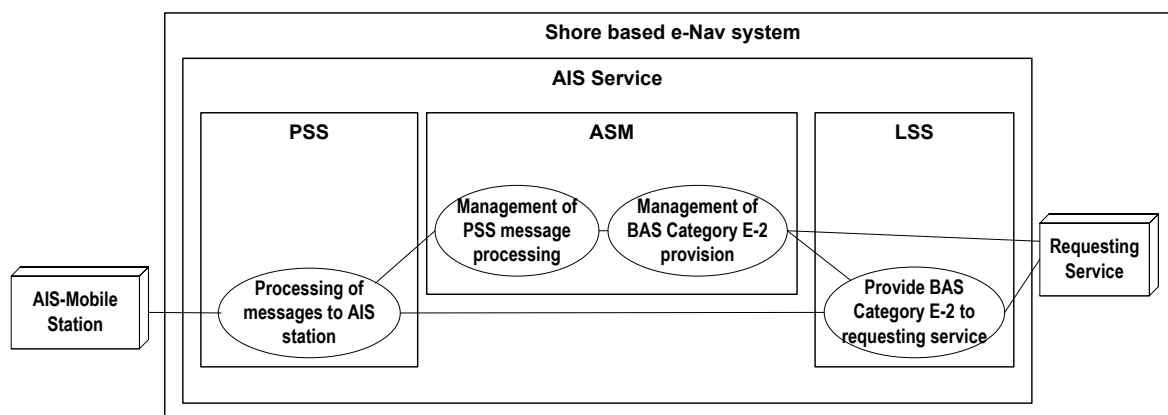 Shore based e-Nav system
AIS Service
PSS
ASM
LSS
Management of
PSS message
processing
Management of
BAS Category E-2
provision
Requesting
Service
AIS-Mobile
Station
Processing of
messages to AIS
station
Provide BAS
Category E-2 to
requesting service